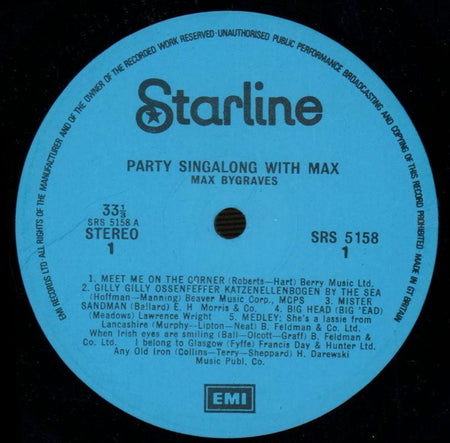 EMI RECORDS LTD ALL RIGHTS OF THE MANUFACTURER AND OF THE OWNER OF THE RECORDED WORK RESERVED·UNAUTHORISED PUBLIC PERFORMANCE BROADCASTING AND COPYING OF THIS RECORD PROHIBITED MADE IN GT BRITAIN
Starline
PARTY SINGALONG WITH MAX
MAX BYGRAVES
33⅓
SRS 5158 A
STEREO
1
SRS 5158
1
1. MEET ME ON THE CORNER (Roberts—Hart) Berry Music Ltd.
2. GILLY GILLY OSSENFEFFER KATZENELLENBOGEN BY THE SEA
(Hoffman—Manning) Beaver Music Corp., MCPS 3. MISTER
SANDMAN (Ballard) E. H. Morris & Co. 4. BIG HEAD (BIG 'EAD)
(Meadows) Lawrence Wright 5. MEDLEY: She's a lassie from
Lancashire (Murphy—Lipton—Neat) B. Feldman & Co. Ltd.
When Irish eyes are smiling (Ball—Olcott—Graff) B. Feldman &
Co. Ltd. I belong to Glasgow (Fyffe) Francis Day & Hunter Ltd.
Any Old Iron (Collins—Terry—Sheppard) H. Darewski
Music Publ. Co.
EMI